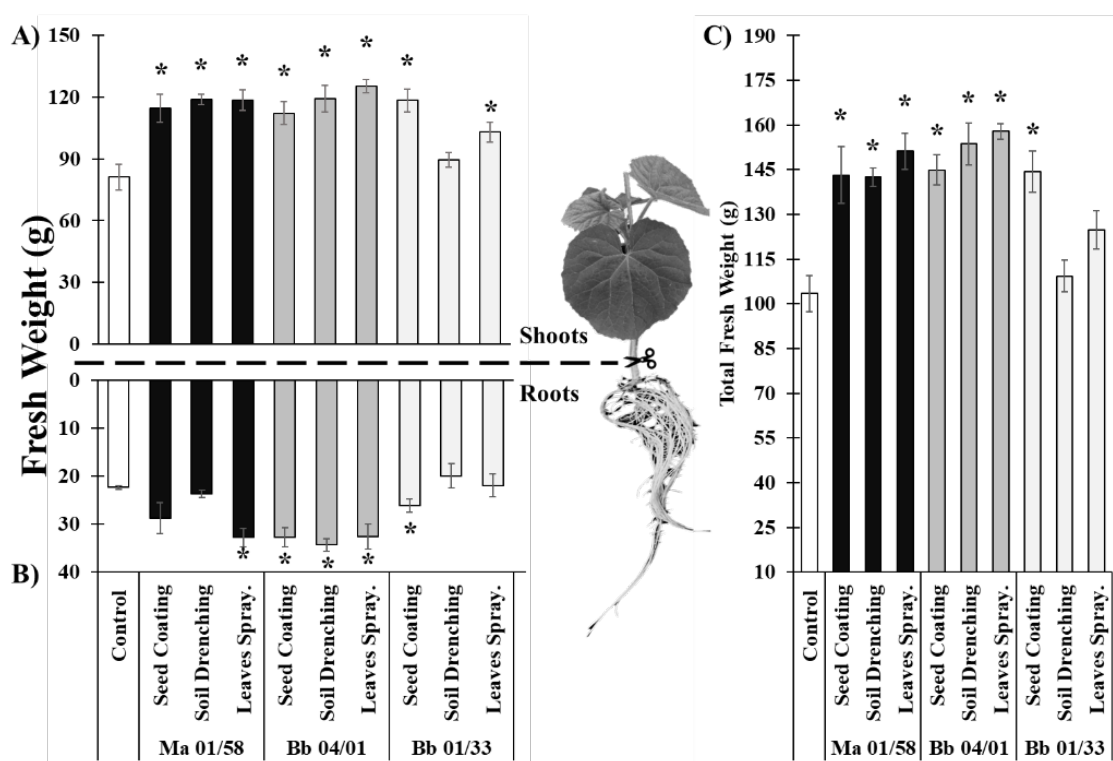 A)
150
120
90
60
30
0
* * * * * * * *
Fresh Weight (g)
Shoots
Roots
0
10
20
30
40
* * * * *
B)
Control
Seed Coating
Soil Drenching
Leaves Spray.
Seed Coating
Soil Drenching
Leaves Spray.
Seed Coating
Soil Drenching
Leaves Spray.
Ma 01/58
Bb 04/01
Bb 01/33
C)
190
175
160
145
130
115
100
85
70
55
40
25
10
* * * * * * *
Total Fresh Weight (g)
Control
Seed Coating
Soil Drenching
Leaves Spray.
Seed Coating
Soil Drenching
Leaves Spray.
Seed Coating
Soil Drenching
Leaves Spray.
Ma 01/58
Bb 04/01
Bb 01/33